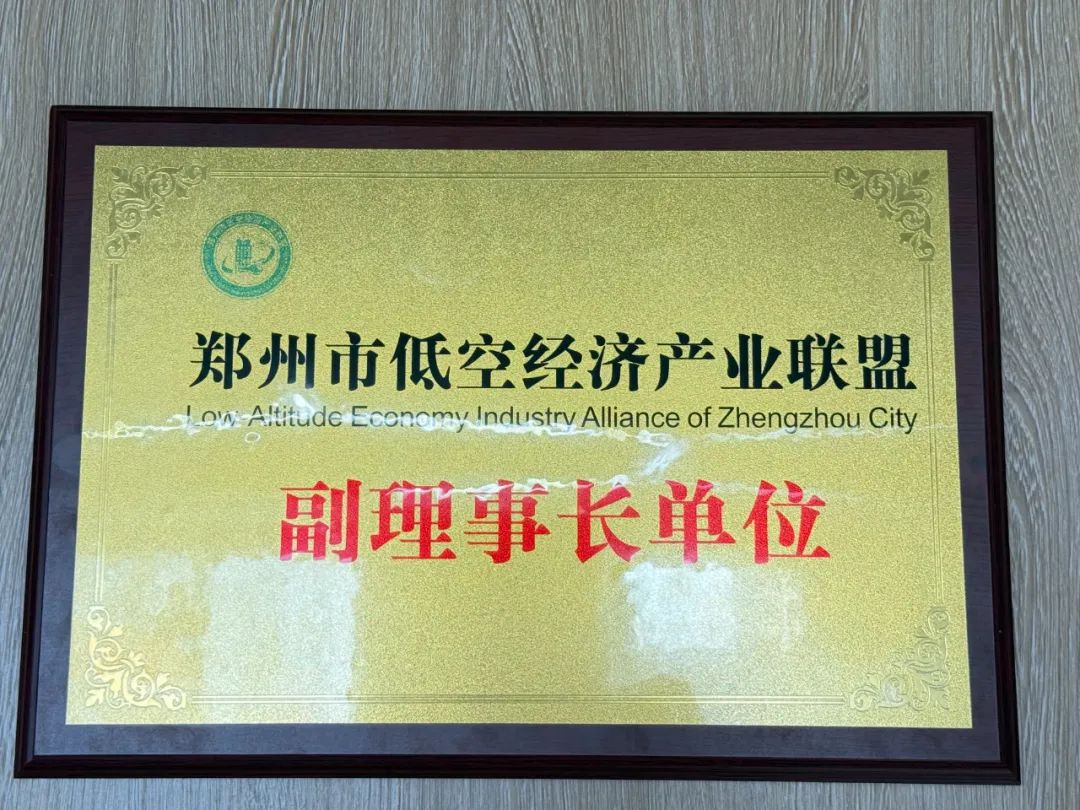 郑州市低空经济产业联盟
Low-Altitude Economy Industry Alliance of Zhengzhou City
副理事长单位